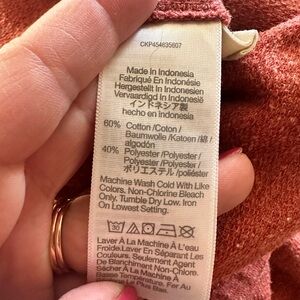 CKP454635607
Made in Indonesia
Fabriqué En Indonésie
Hergestellt In Indonesien
Vervaardigd In Indonesië
インドネシア製
hecho en Indonesia
60% Cotton /Coton /
Baumwolle /Katoen /綿 /
algodón
40% Polyester /Polyester /
Polyester /Polyester /
ポリエステル /poliéster
Machine Wash Cold With Like
Colors. Non-Chlorine Bleach
Only. Tumble Dry Low. Iron
On Lowest Setting.
Laver À La Machine À L'eau
Froide. Laver En Séparant Les
Couleurs. Seulement Agent
De Blanchiment Non-Chlore.
Sécher À La Machine À
Basse Température. Fer Au
Plus Bas.